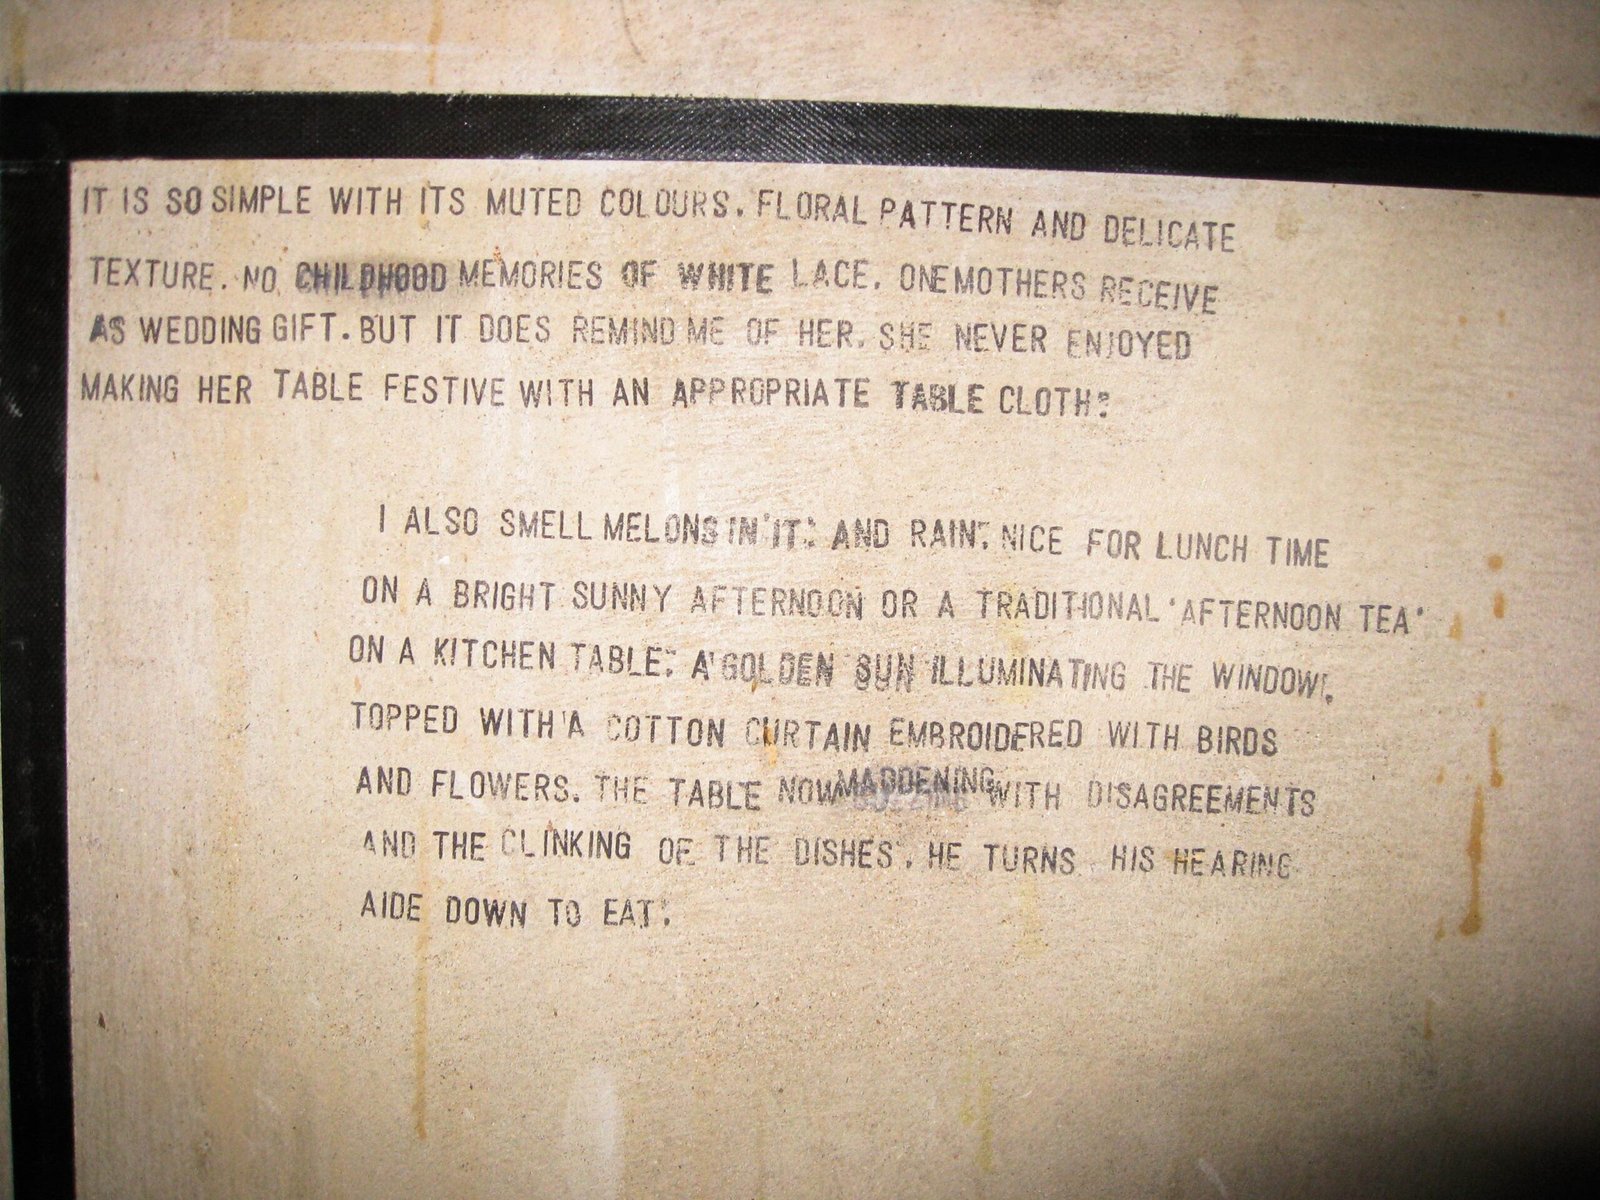 IT IS SO SIMPLE WITH ITS MUTED COLOURS. FLORAL PATTERN AND DELICATE
TEXTURE. NO CHILDHOOD MEMORIES OF WHITE LACE. ONE MOTHERS RECEIVE
AS WEDDING GIFT. BUT IT DOES REMIND ME OF HER. SHE NEVER ENJOYED
MAKING HER TABLE FESTIVE WITH AN APPROPRIATE TABLE CLOTH.
I ALSO SMELL MELONS IN IT. AND RAIN. NICE FOR LUNCH TIME
ON A BRIGHT SUNNY AFTERNOON OR A TRADITIONAL 'AFTERNOON TEA'
ON A KITCHEN TABLE. A GOLDEN SUN ILLUMINATING THE WINDOW.
TOPPED WITH A COTTON CURTAIN EMBROIDERED WITH BIRDS
AND FLOWERS. THE TABLE NOW MADDENING WITH DISAGREEMENTS
AND THE CLINKING OF THE DISHES. HE TURNS HIS HEARING
AIDE DOWN TO EAT.